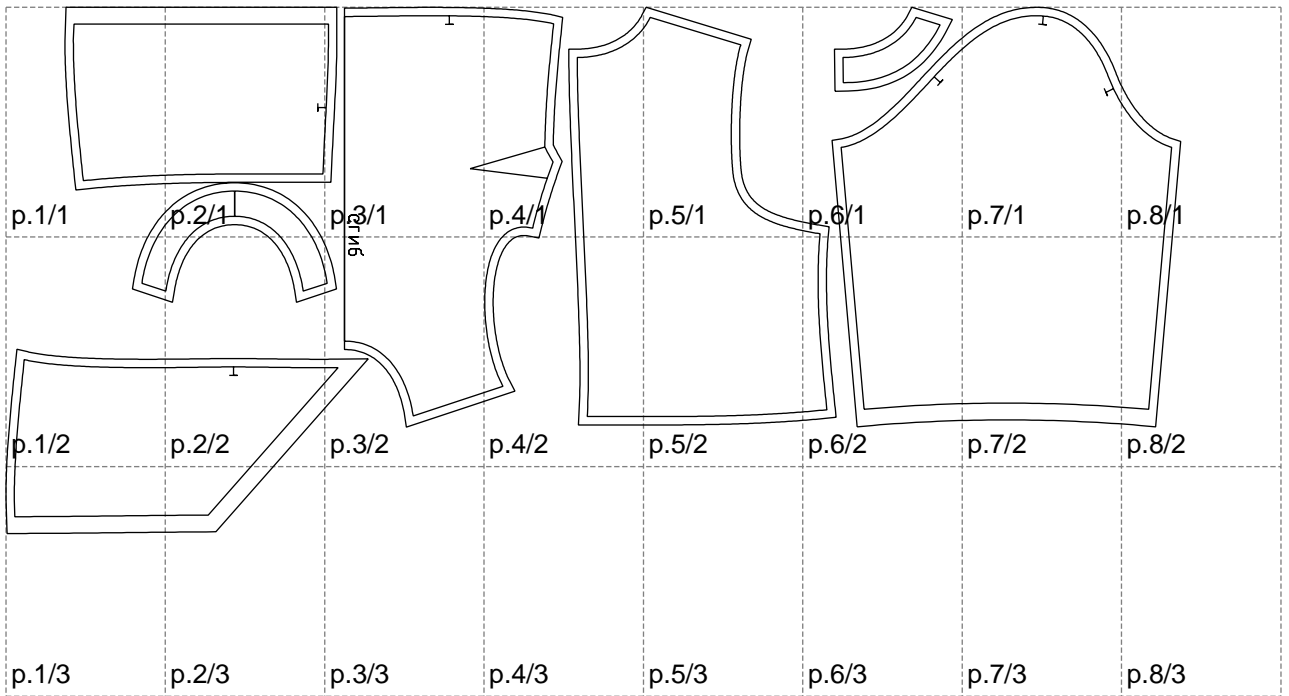 p.1/1
p.2/1
p.3/1
p.4/1
p.5/1
p.6/1
p.7/1
p.8/1
сгиб
p.1/2
p.2/2
p.3/2
p.4/2
p.5/2
p.6/2
p.7/2
p.8/2
p.1/3
p.2/3
p.3/3
p.4/3
p.5/3
p.6/3
p.7/3
p.8/3